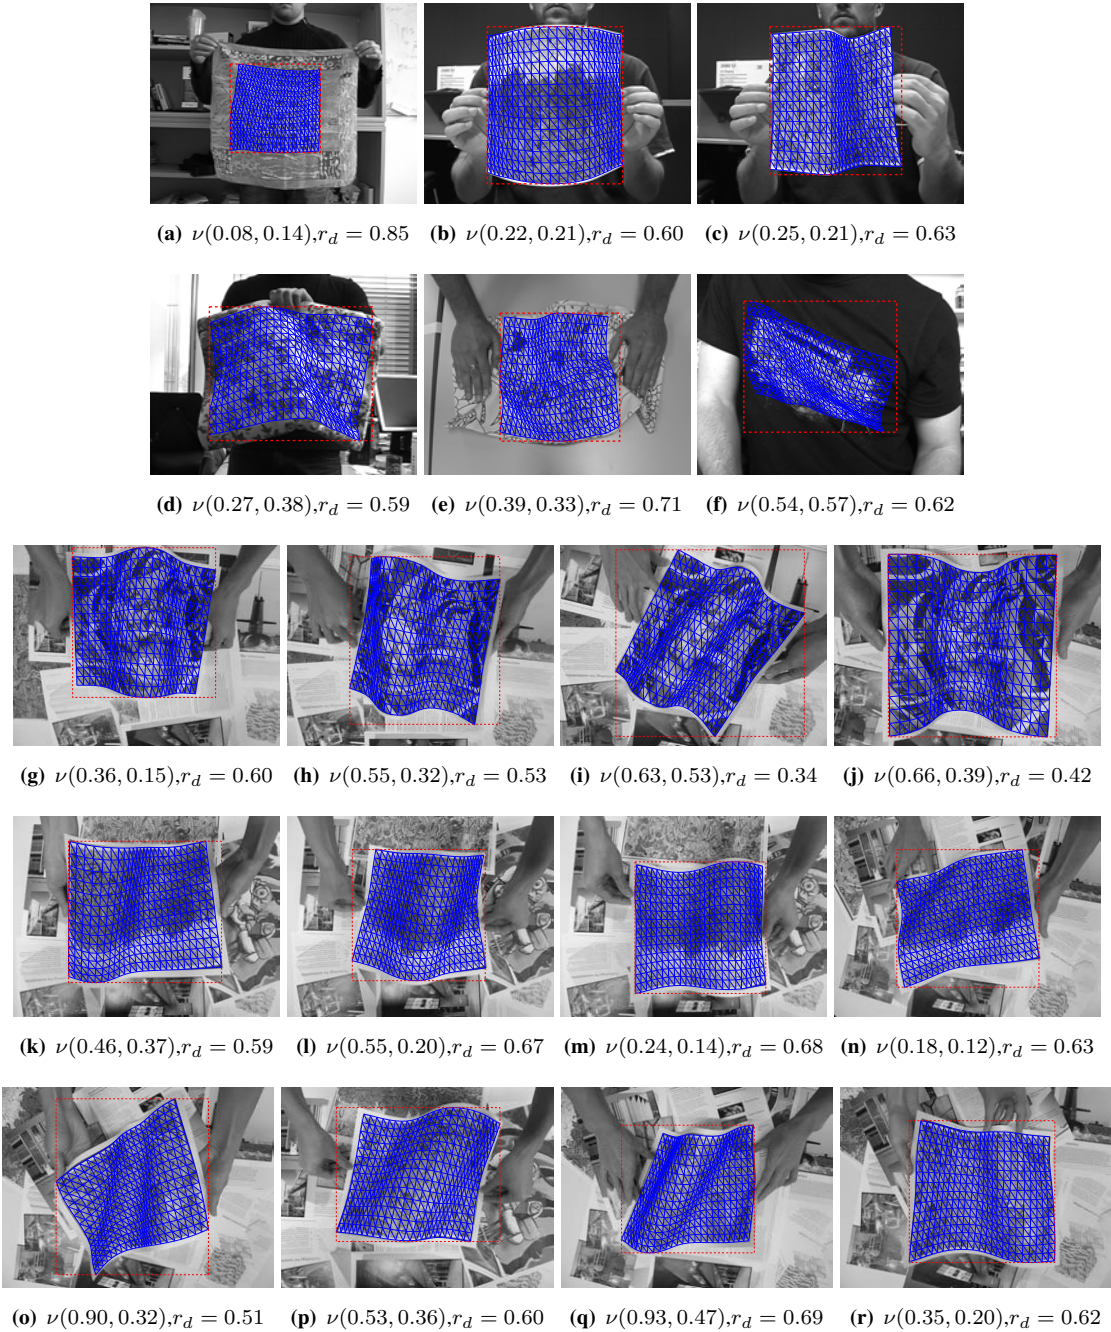 (a) ν(0.08, 0.14),r_d = 0.85
(b) ν(0.22, 0.21),r_d = 0.60
(c) ν(0.25, 0.21),r_d = 0.63
(d) ν(0.27, 0.38),r_d = 0.59
(e) ν(0.39, 0.33),r_d = 0.71
(f) ν(0.54, 0.57),r_d = 0.62
(g) ν(0.36, 0.15),r_d = 0.60
(h) ν(0.55, 0.32),r_d = 0.53
(i) ν(0.63, 0.53),r_d = 0.34
(j) ν(0.66, 0.39),r_d = 0.42
(k) ν(0.46, 0.37),r_d = 0.59
(l) ν(0.55, 0.20),r_d = 0.67
(m) ν(0.24, 0.14),r_d = 0.68
(n) ν(0.18, 0.12),r_d = 0.63
(o) ν(0.90, 0.32),r_d = 0.51
(p) ν(0.53, 0.36),r_d = 0.60
(q) ν(0.93, 0.47),r_d = 0.69
(r) ν(0.35, 0.20),r_d = 0.62